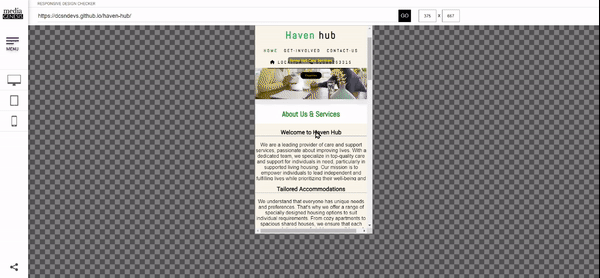 RESPONSIVE DESIGN CHECKER
media
GENESIS
https://dcsndevs.github.io/haven-hub/
GO
375
x
667
MENU
Haven hub
HOME GET-INVOLVED CONTACT-US
About Us & Services
Welcome to Haven Hub
We are a leading provider of care and support
services, passionate about improving lives. With a
dedicated team, we specialize in top-quality care
and support for individuals in need, particularly in
supported living housing. Our mission is to
empower individuals to lead independent and
fulfilling lives while prioritizing their well-being and
Tailored Accommodations
We understand that everyone has unique needs
and preferences. That's why we offer a range of
specially designed housing options to suit
individual requirements. From cozy apartments to
spacious shared houses, we ensure that each